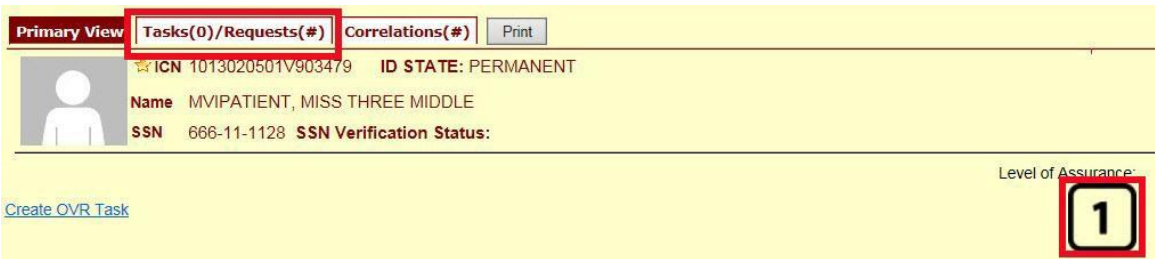 Primary View Tasks(0)/Requests(#) Correlations(#) Print
ICN 1013020501V903479 ID STATE: PERMANENT
Name MVIPATIENT, MISS THREE MIDDLE
SSN 666-11-1128 SSN Verification Status:
Level of Assurance:
Create OVR Task
1